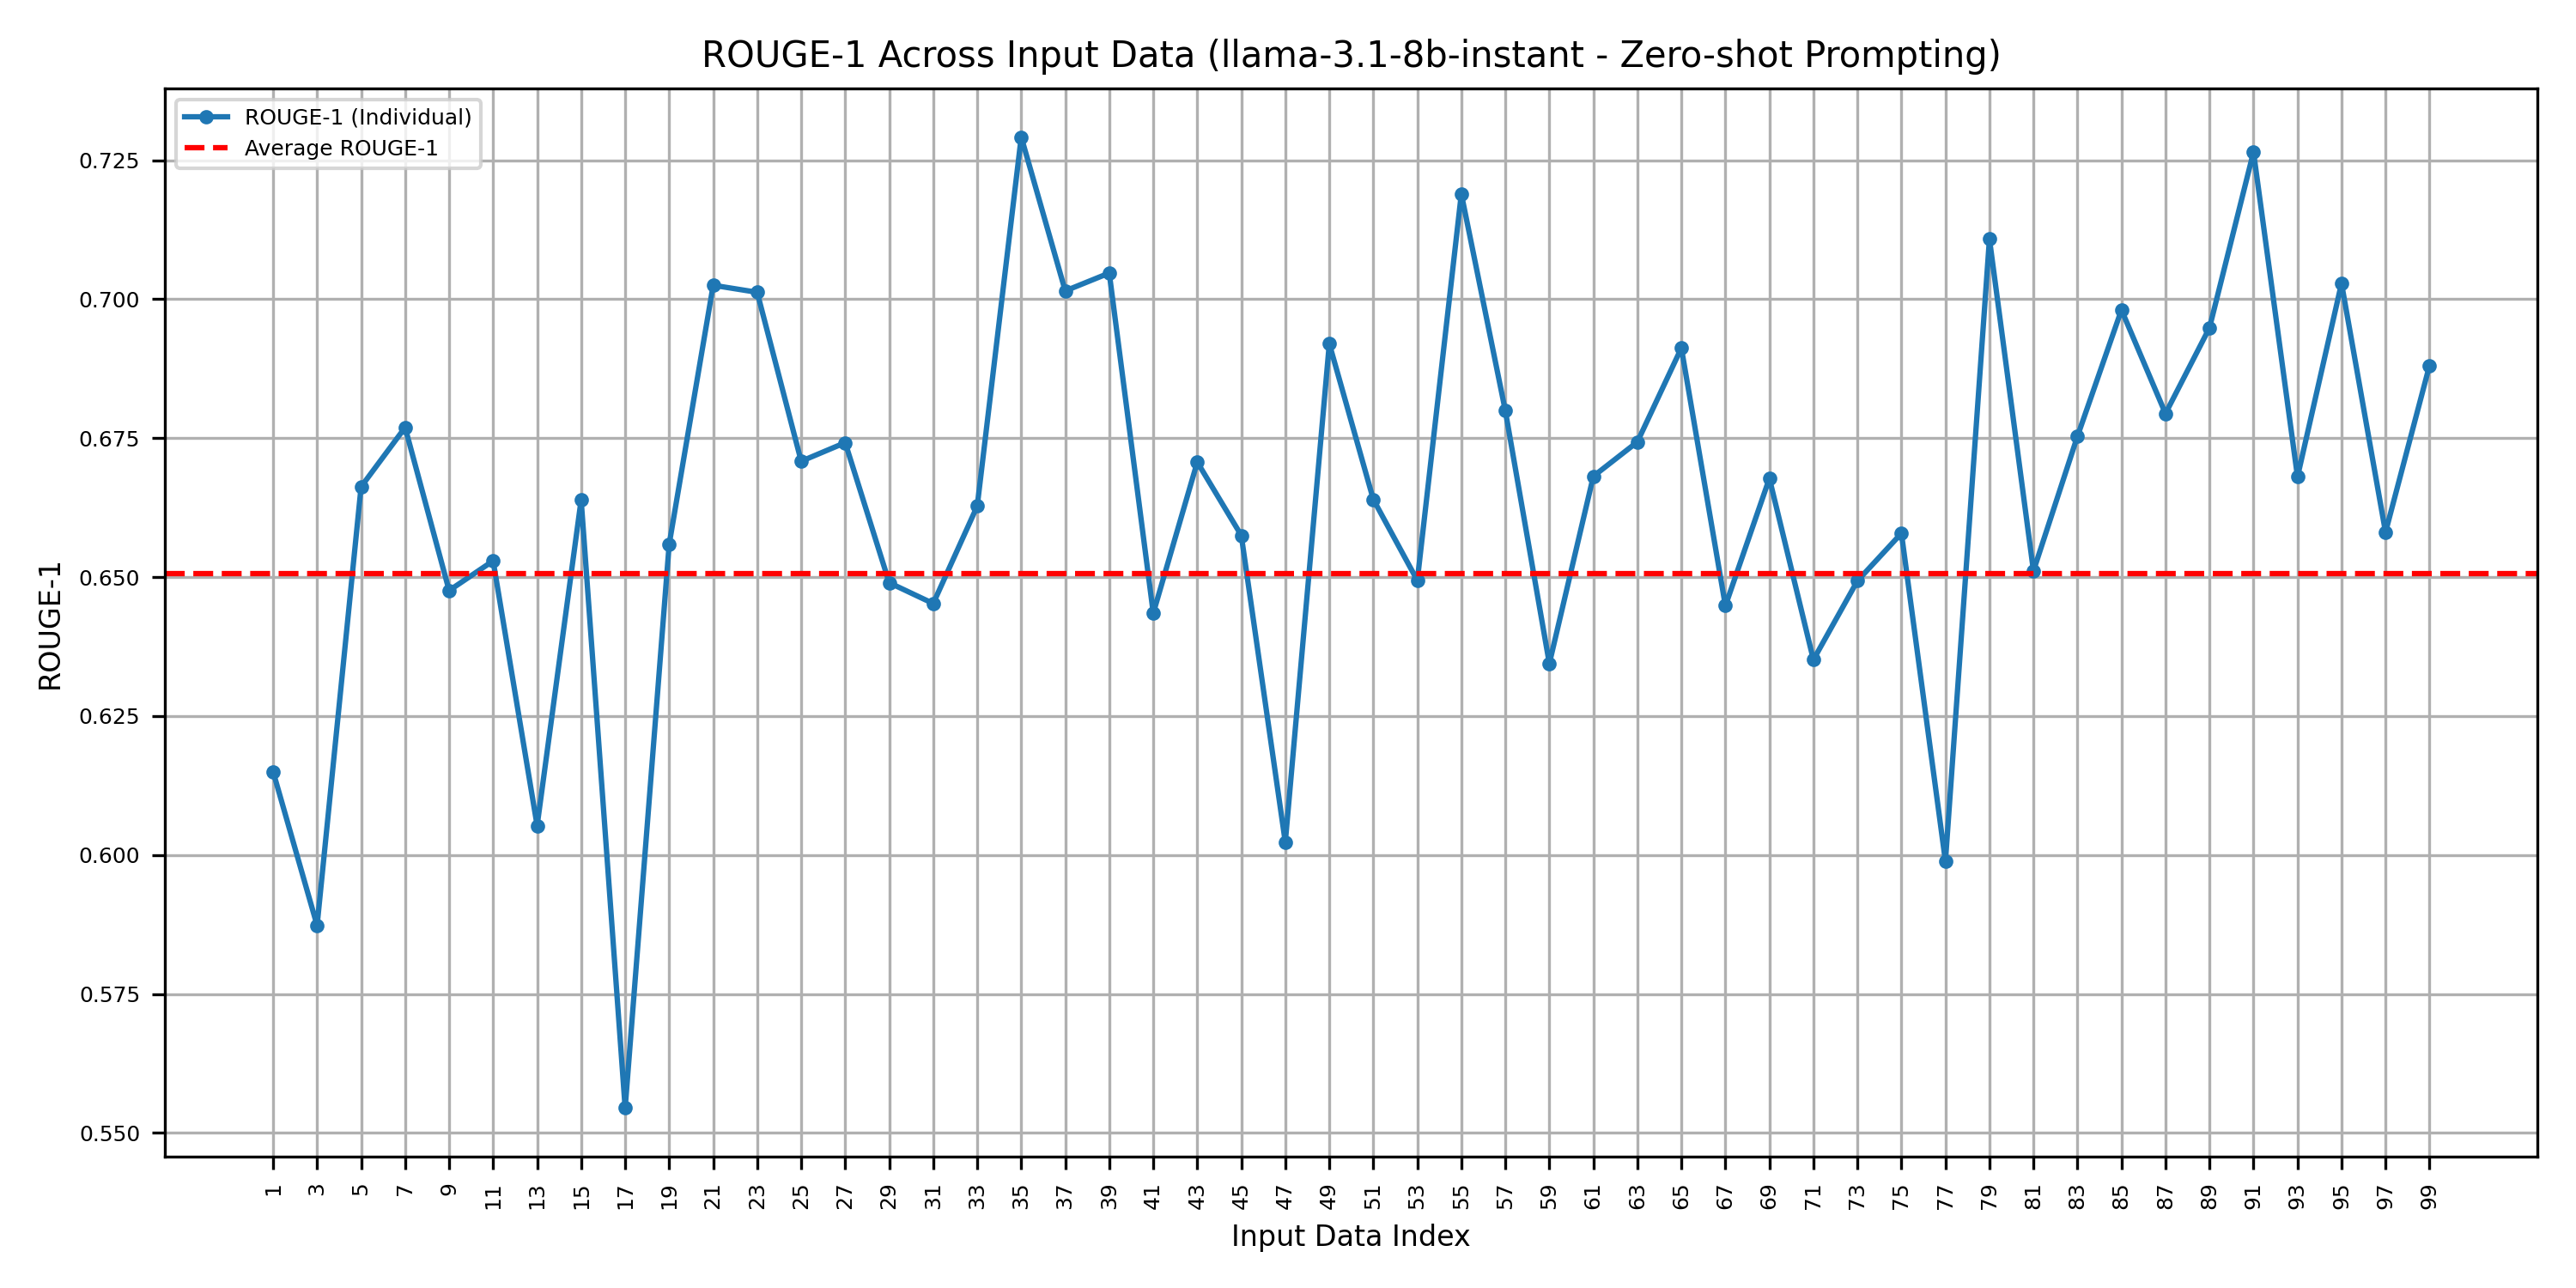 ROUGE-1 Across Input Data (llama-3.1-8b-instant - Zero-shot Prompting)
ROUGE-1 (Individual)
Average ROUGE-1
0.725
0.700
0.675
0.650
0.625
0.600
0.575
0.550
ROUGE-1
1 3 5 7 9 11 13 15 17 19 21 23 25 27 29 31 33 35 37 39 41 43 45 47 49 51 53 55 57 59 61 63 65 67 69 71 73 75 77 79 81 83 85 87 89 91 93 95 97 99
Input Data Index